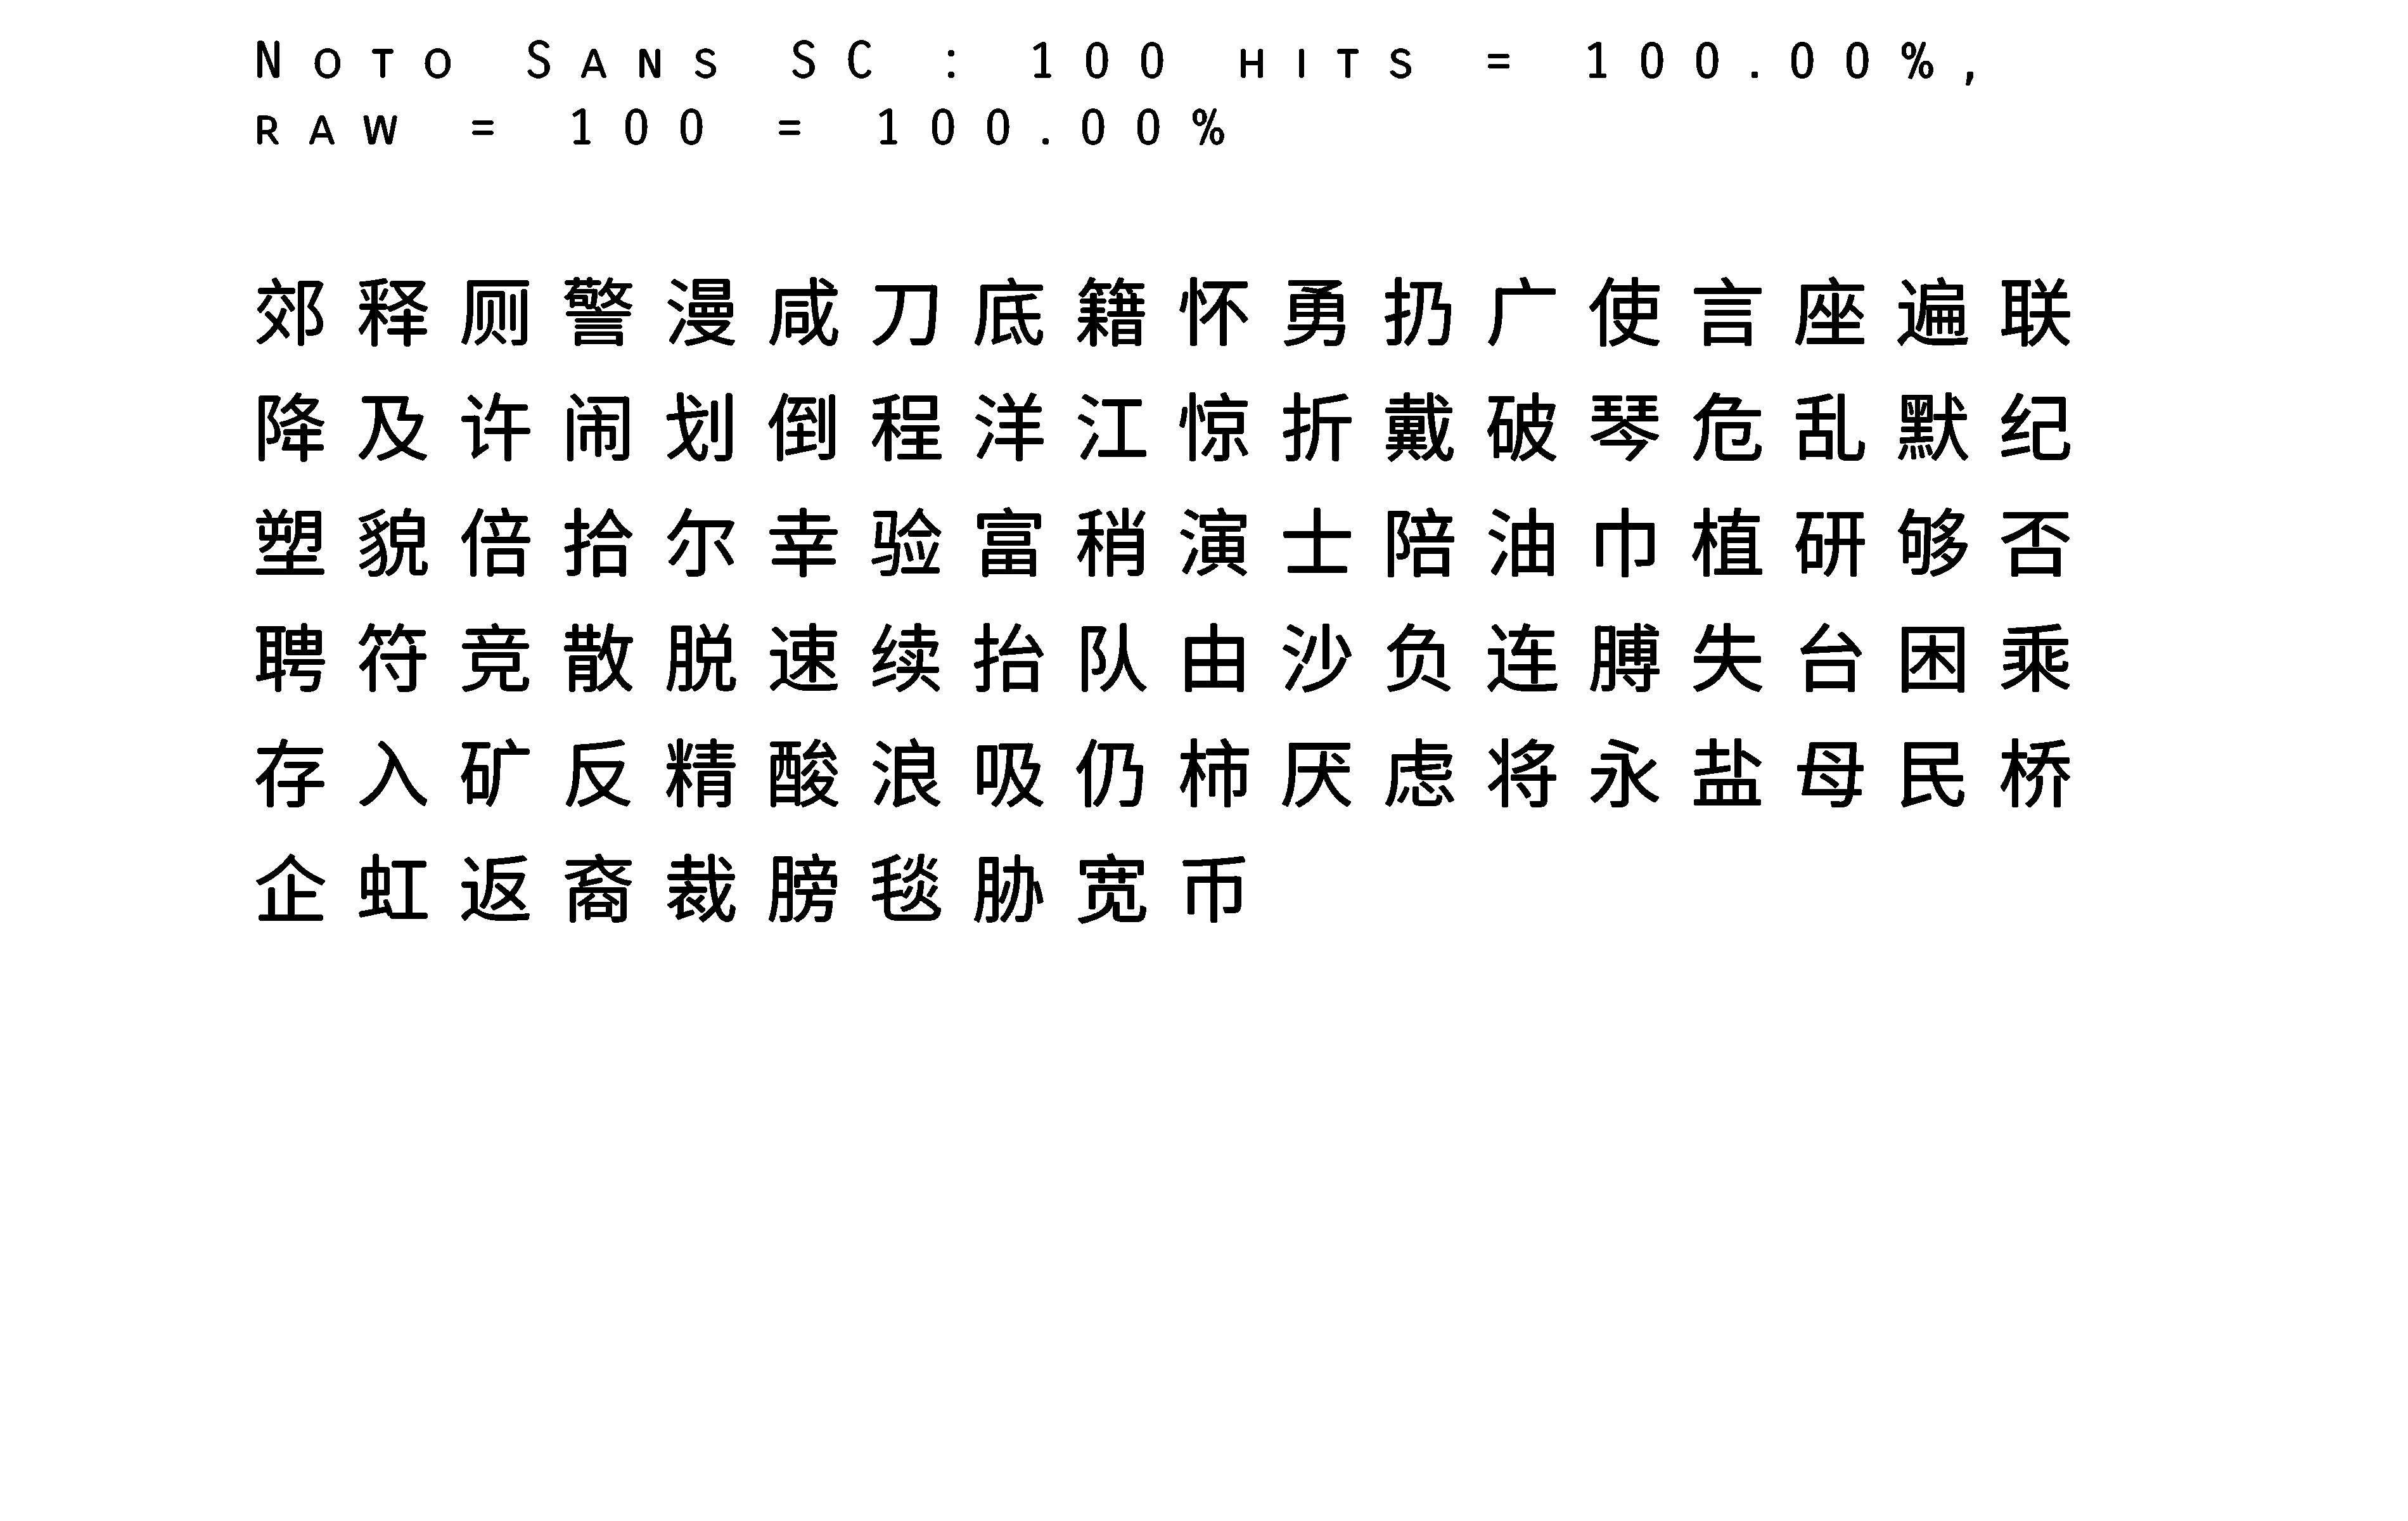 Noto Sans SC : 100 hits = 100.00%,
raw = 100 = 100.00%
郊释厕警漫咸刀底籍怀勇扔广使言座遍联
降及许闹划倒程洋江惊折戴破琴危乱默纪
塑貌倍拾尔幸验富稍演士陪油巾植研够否
聘符竞散脱速续抬队由沙负连膊失台困乘
存入矿反精酸浪吸仍柿厌虑将永盐母民桥
企虹返裔裁膀毯胁宽币